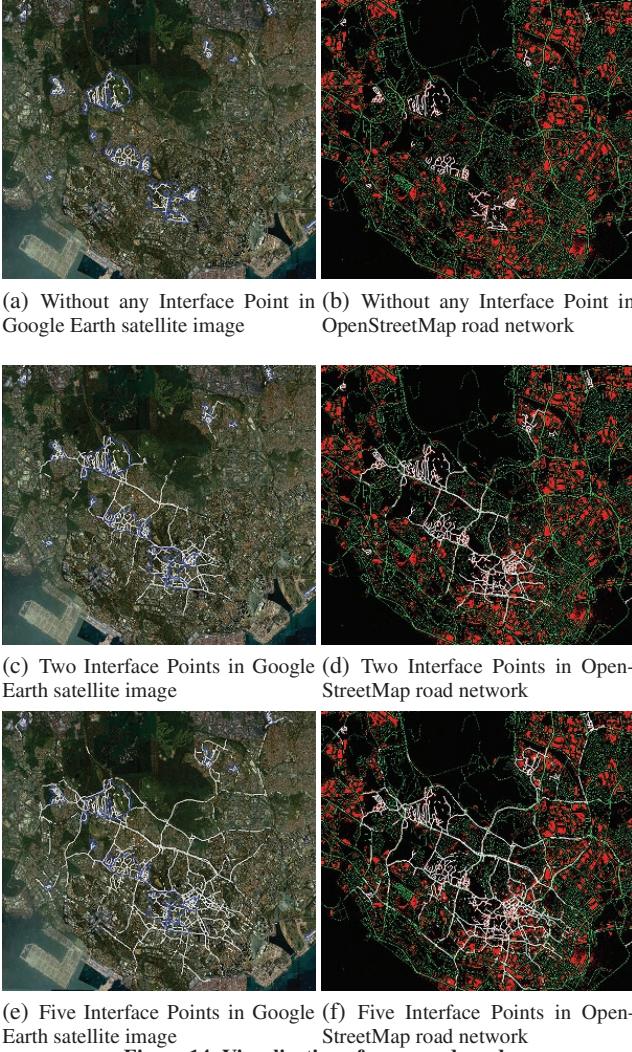 (a) Without any Interface Point in
Google Earth satellite image
(b) Without any Interface Point in
OpenStreetMap road network
(c) Two Interface Points in Google
Earth satellite image
(d) Two Interface Points in Open-
StreetMap road network
(e) Five Interface Points in Google
Earth satellite image
(f) Five Interface Points in Open-
StreetMap road network